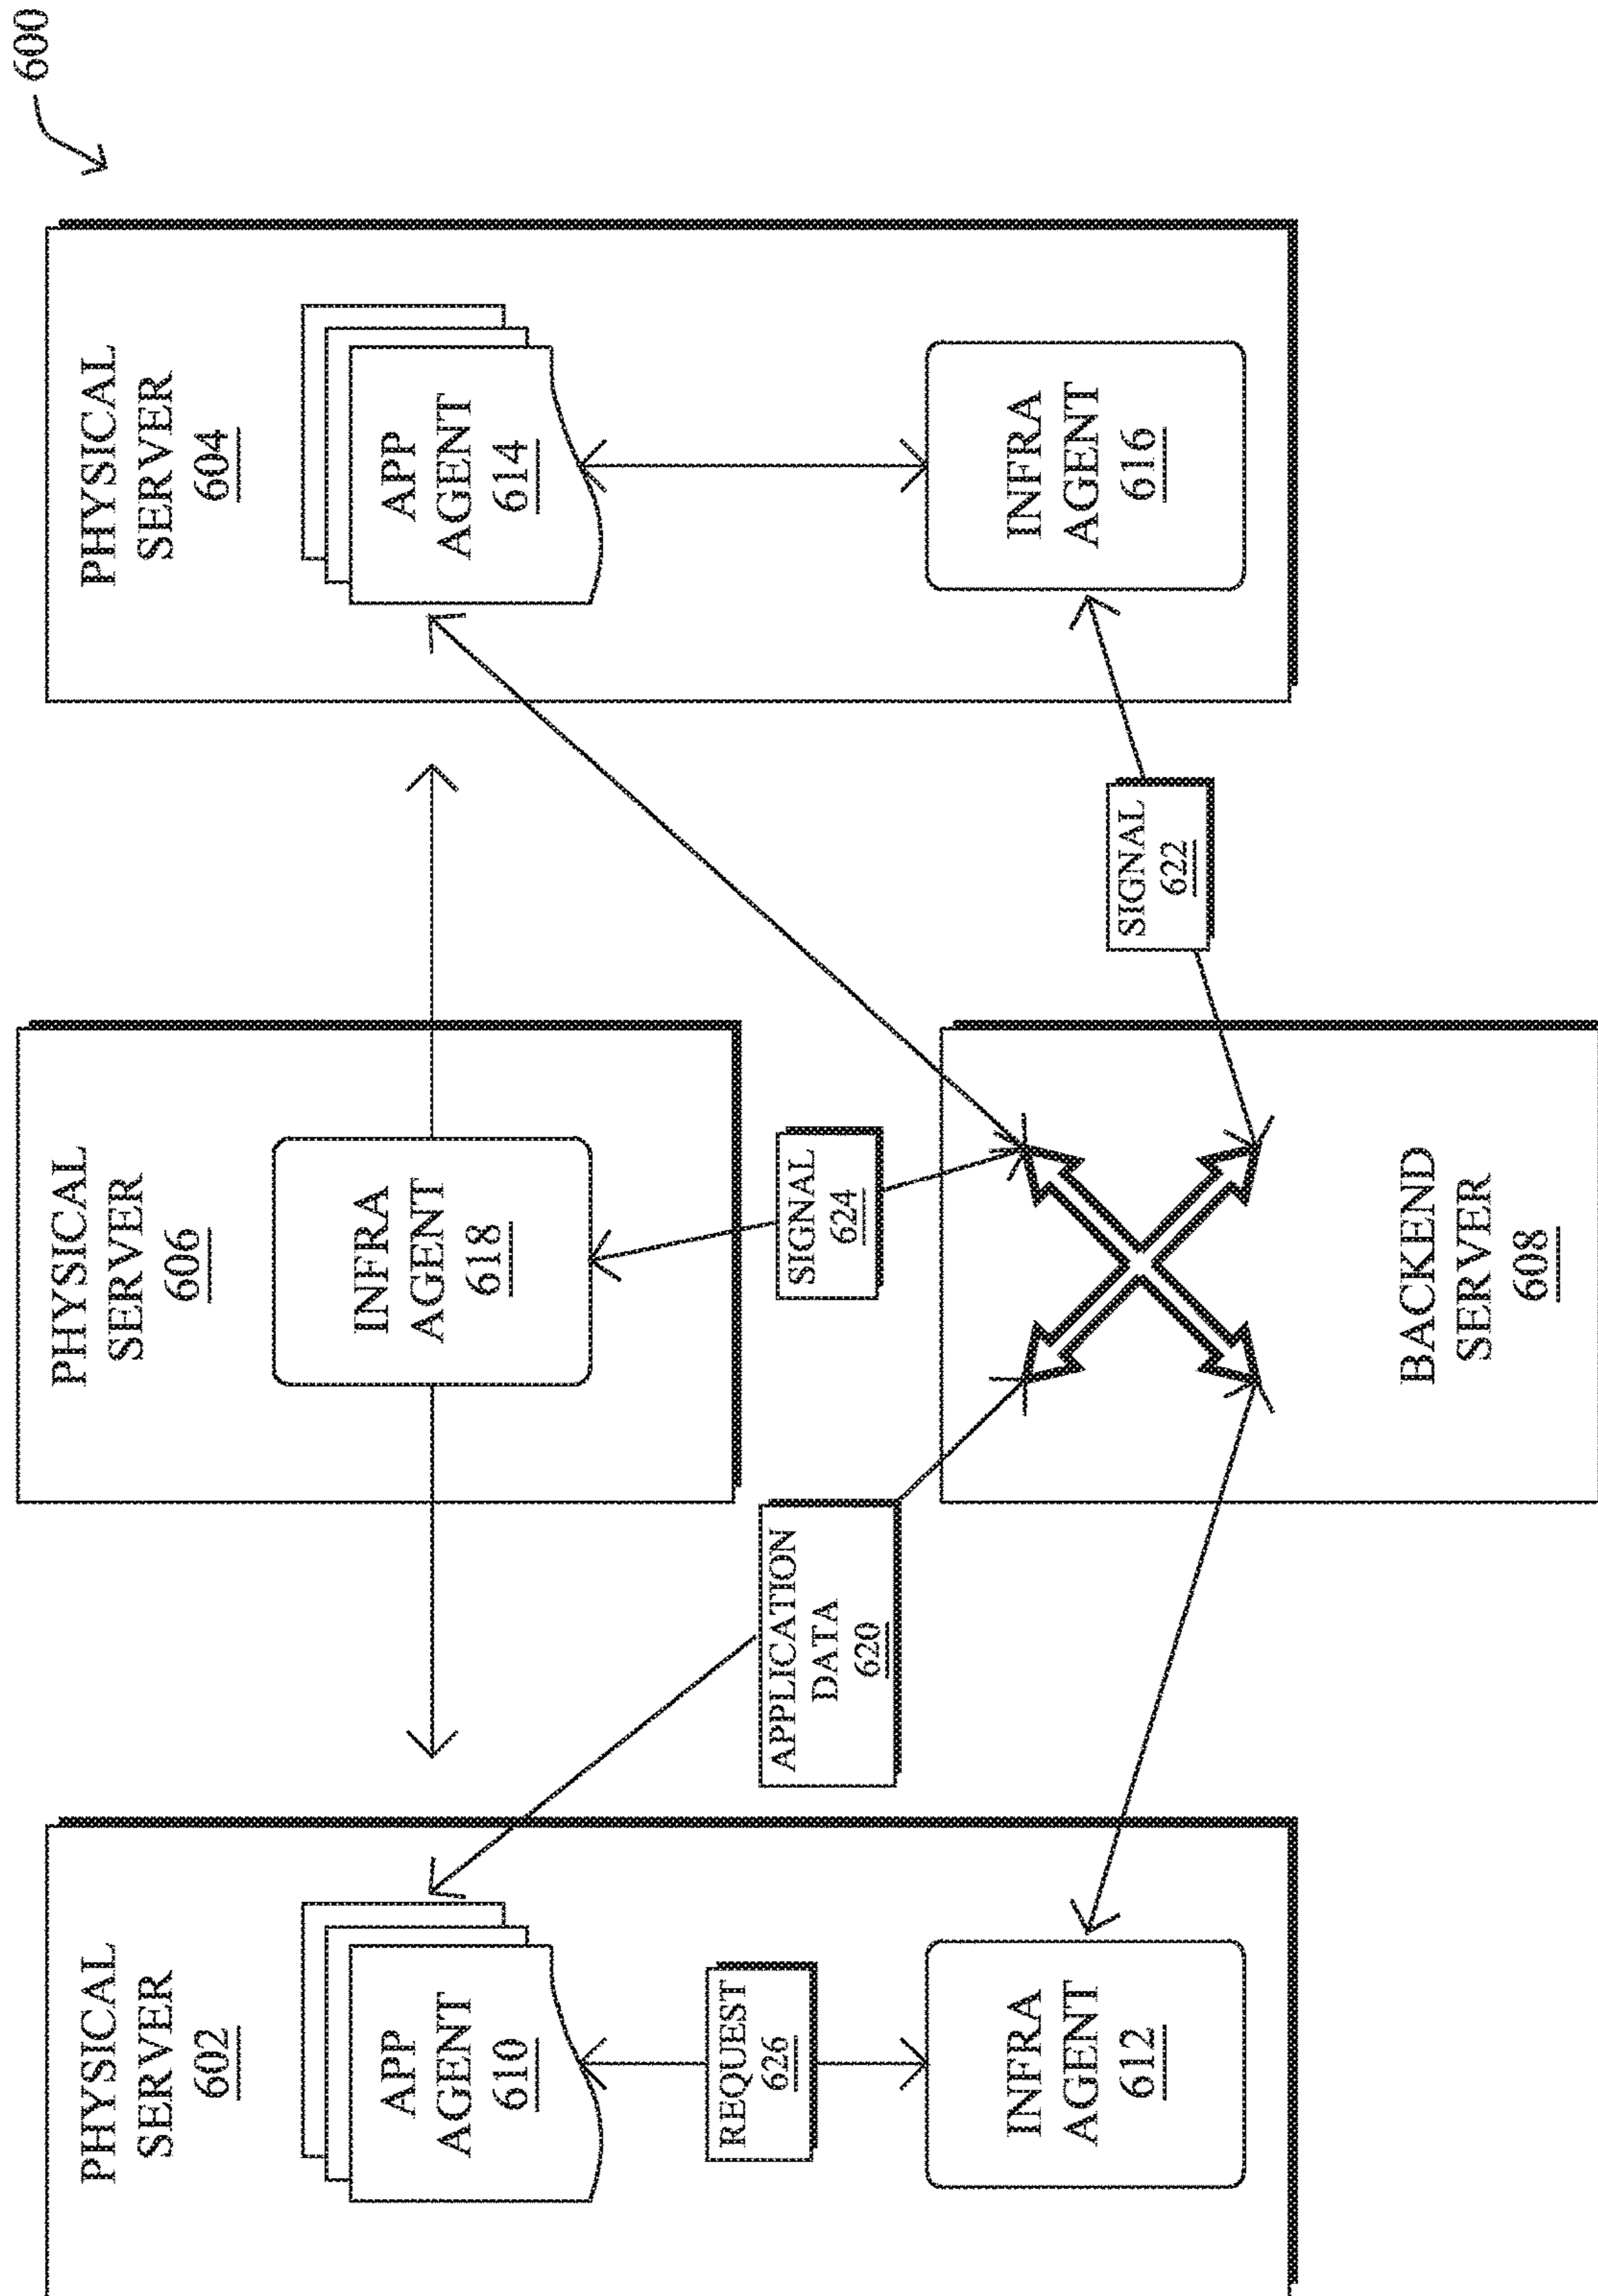 600
PHYSICAL
SERVER
602
APP
AGENT
610
REQUEST
626
INFRA
AGENT
612
PHYSICAL
SERVER
606
INFRA
AGENT
618
APPLICATION
DATA
620
SIGNAL
624
BACKEND
SERVER
608
PHYSICAL
SERVER
604
APP
AGENT
614
SIGNAL
622
INFRA
AGENT
616